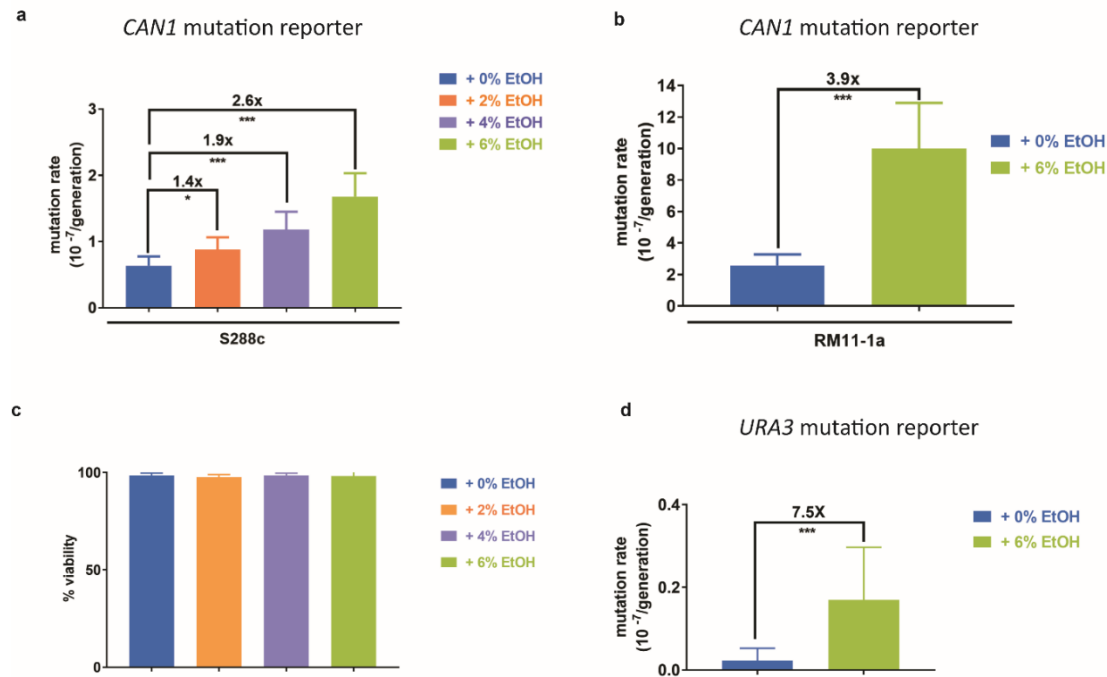 a
CAN1 mutation reporter
mutation rate
(10 -7/generation)
3
2
1
0
2.6x
***
1.9x
***
1.4x
*
+ 0% EtOH
+ 2% EtOH
+ 4% EtOH
+ 6% EtOH
S288c
b
CAN1 mutation reporter
mutation rate
(10 -7/generation)
14
12
10
8
6
4
2
0
3.9x
***
+ 0% EtOH
+ 6% EtOH
RM11-1a
c
% viability
100
50
0
+ 0% EtOH
+ 2% EtOH
+ 4% EtOH
+ 6% EtOH
d
URA3 mutation reporter
mutation rate
(10 -7/generation)
0.4
0.2
0.0
7.5X
***
+ 0% EtOH
+ 6% EtOH